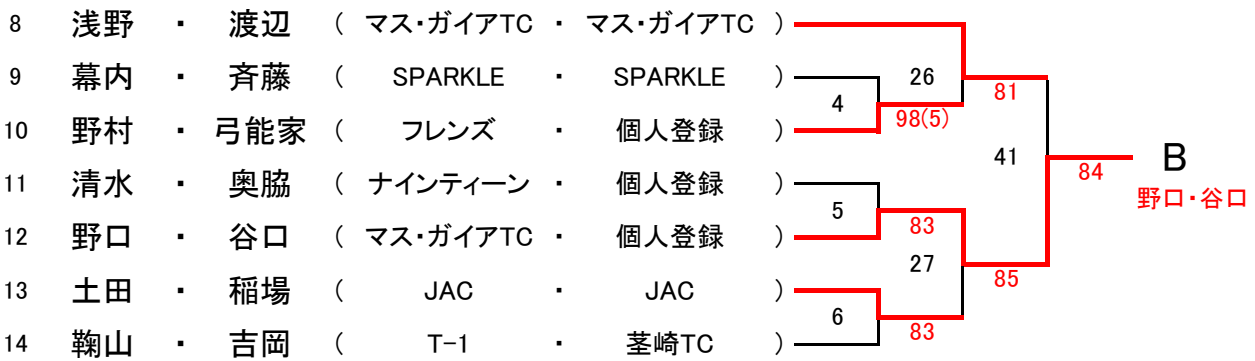 8 浅野 ・ 渡辺 ( マス・ガイアTC ・ マス・ガイアTC )
9 幕内 ・ 斉藤 ( SPARKLE ・ SPARKLE )
26
81
4
98(5)
10 野村 ・ 弓能家 ( フレンズ ・ 個人登録 )
41
84
B
野口・谷口
11 清水 ・ 奥脇 ( ナインティーン ・ 個人登録 )
5
83
12 野口 ・ 谷口 ( マス・ガイアTC ・ 個人登録 )
27
85
13 土田 ・ 稲場 ( JAC ・ JAC )
6
83
14 鞠山 ・ 吉岡 ( T-1 ・ 茎崎TC )